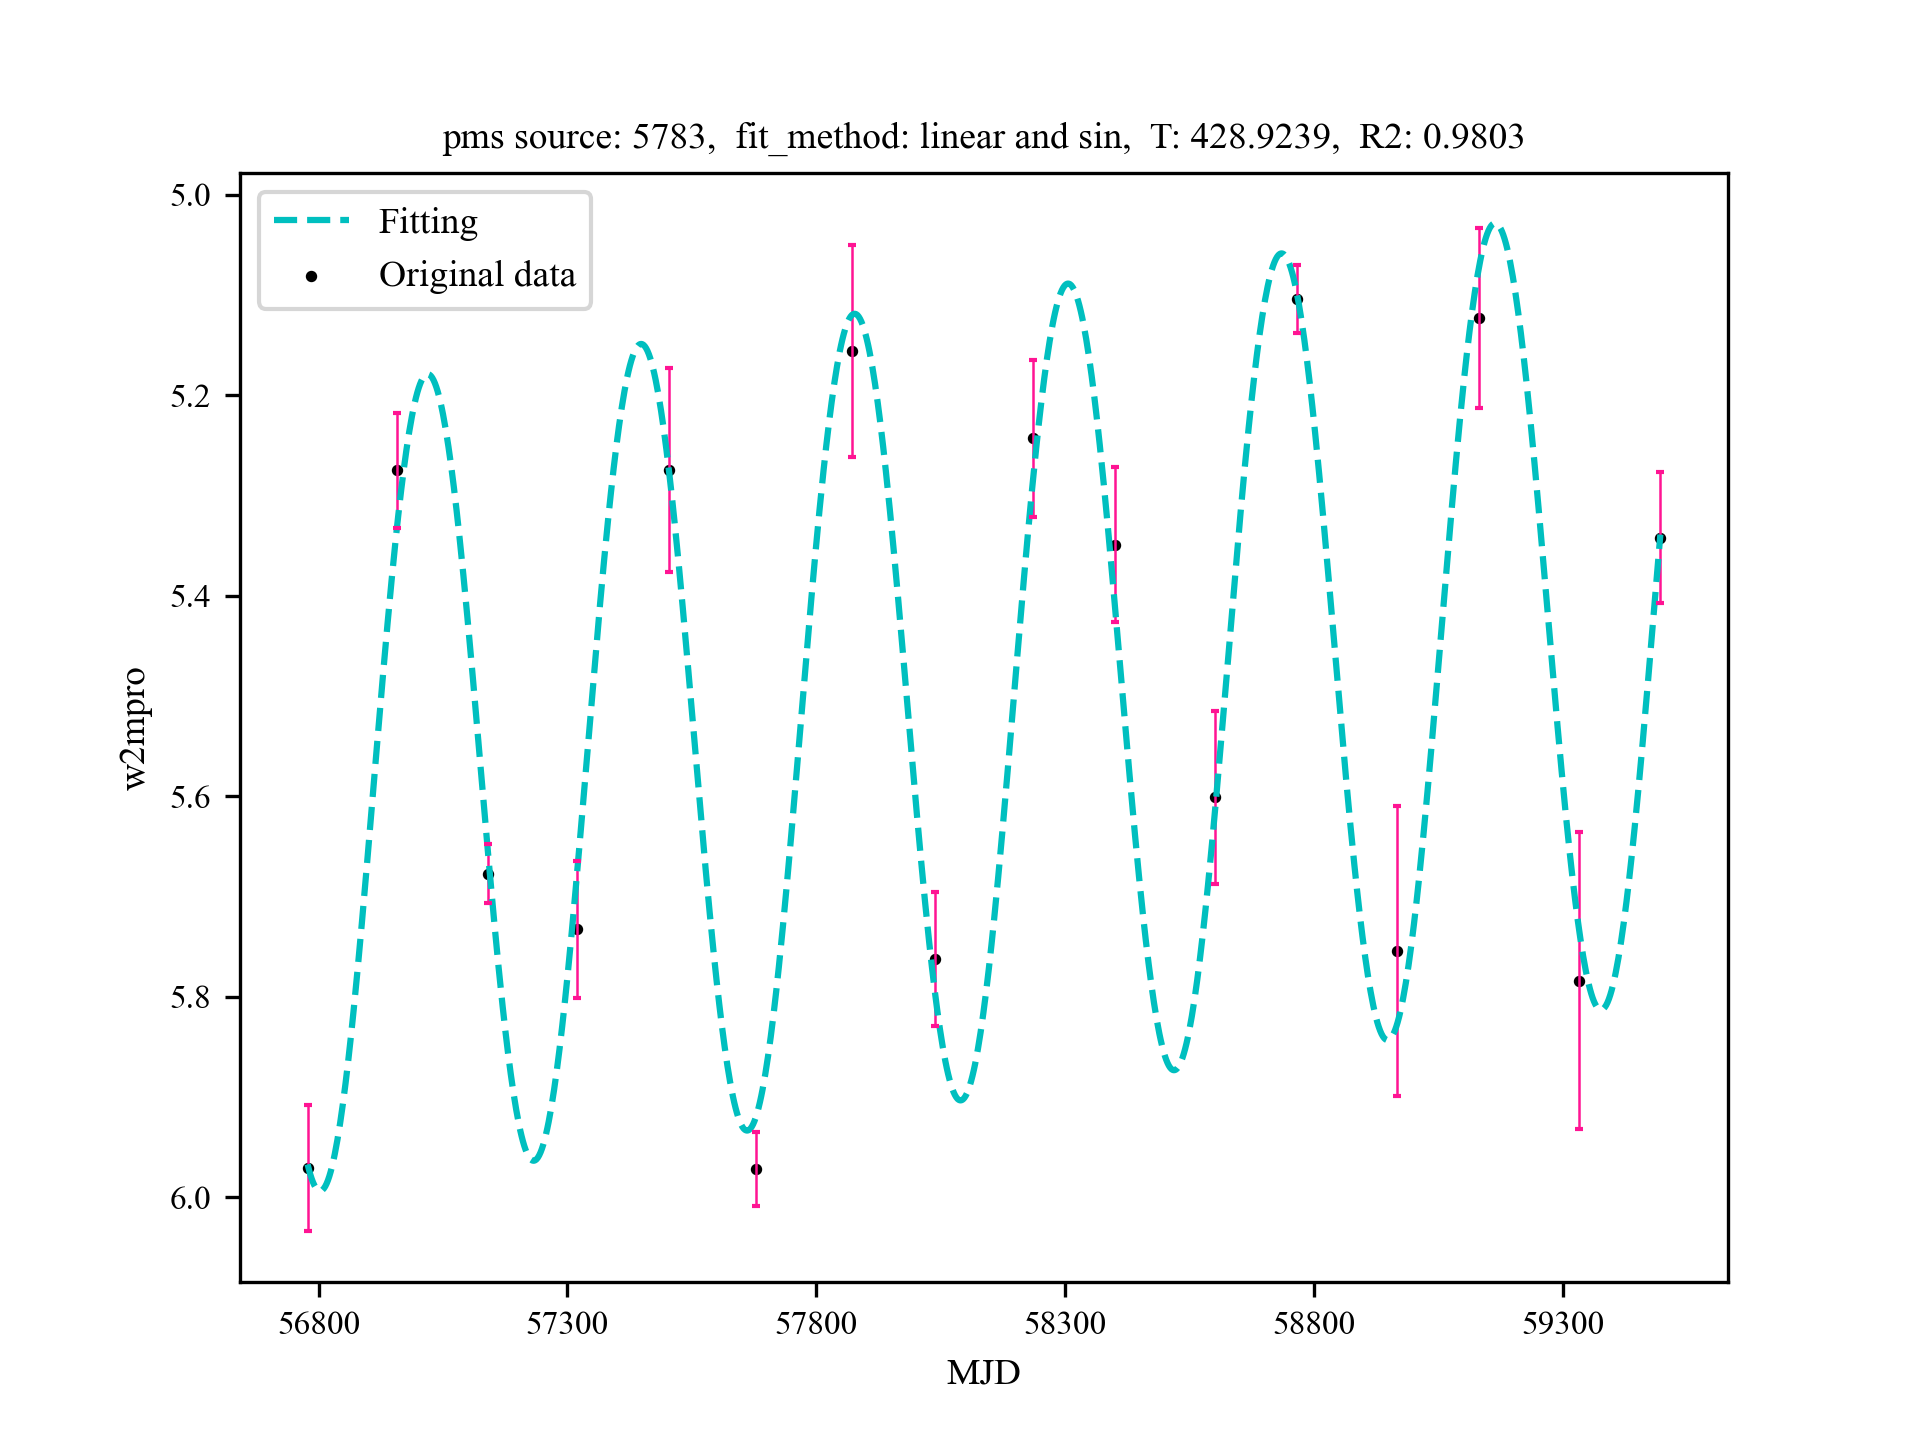 pms source: 5783,  fit_method: linear and sin,  T: 428.9239,  R2: 0.9803
Fitting
Original data
5.0
5.2
5.4
5.6
5.8
6.0
w2mpro
56800 57300 57800 58300 58800 59300
MJD